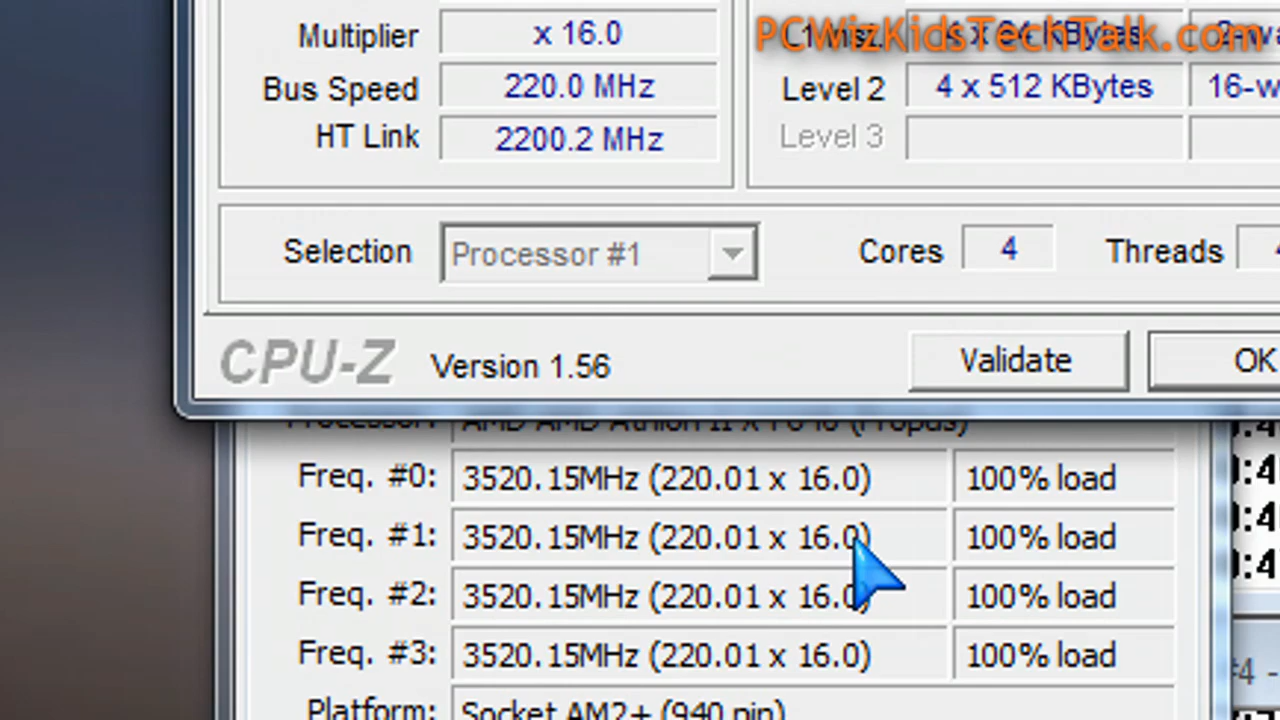 Multiplier x 16.0 PCWizKidsTechTalk.com
Bus Speed 220.0 MHz Level 2 4 x 512 KBytes 16-w
HT Link 2200.2 MHz Level 3
Selection Processor #1 Cores 4 Threads
CPU-Z Version 1.56 Validate OK
Freq. #0: 3520.15MHz (220.01 x 16.0) 100% load
Freq. #1: 3520.15MHz (220.01 x 16.0) 100% load
Freq. #2: 3520.15MHz (220.01 x 16.0) 100% load
Freq. #3: 3520.15MHz (220.01 x 16.0) 100% load
Platform: Socket AM2+ (940 pin)